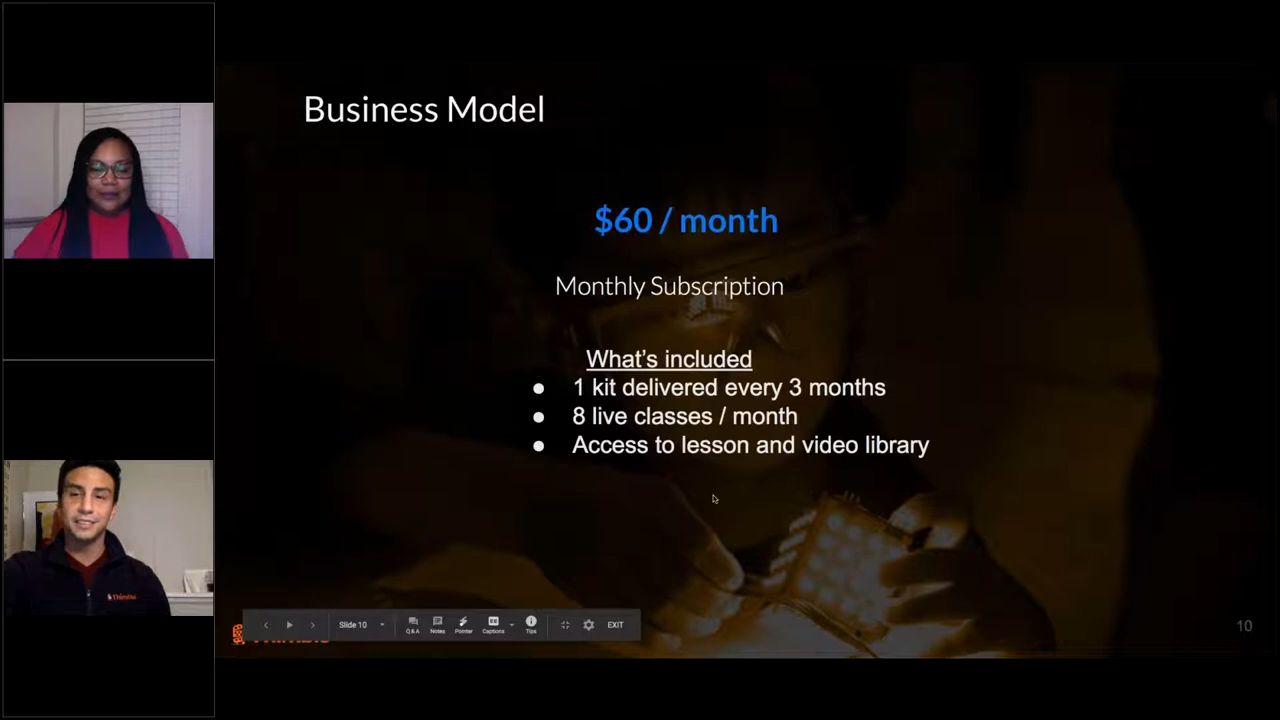 Business Model
$60 / month
Monthly Subscription
What's included
● 1 kit delivered every 3 months
● 8 live classes / month
● Access to lesson and video library
Slide 10
Q&A
Notes
Pointer
CC
Captions
Tips
EXIT
10